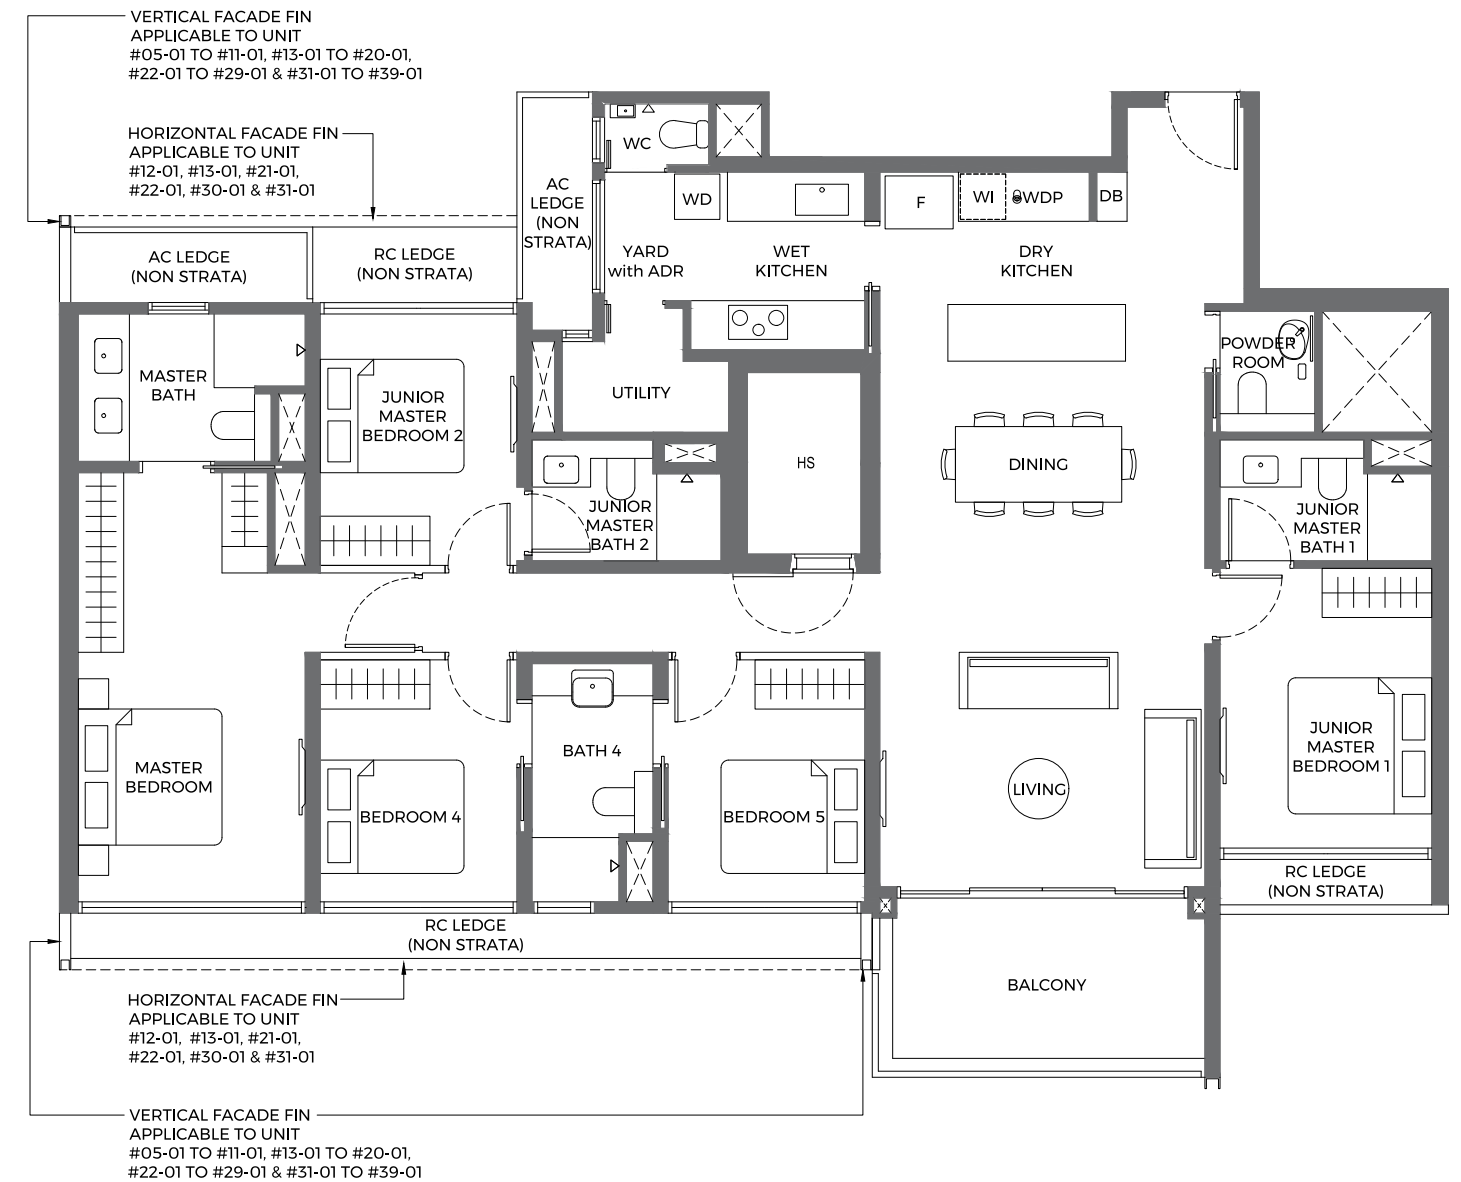 VERTICAL FACADE FIN
APPLICABLE TO UNIT
#05-01 TO #11-01, #13-01 TO #20-01,
#22-01 TO #29-01 & #31-01 TO #39-01
HORIZONTAL FACADE FIN
APPLICABLE TO UNIT
#12-01, #13-01, #21-01,
#22-01, #30-01 & #31-01
WC
AC
LEDGE
(NON
STRATA)
WD
F
WI
WDP
DB
YARD
with ADR
WET
KITCHEN
DRY
KITCHEN
AC LEDGE
(NON STRATA)
RC LEDGE
(NON STRATA)
MASTER
BATH
JUNIOR
MASTER
BEDROOM 2
UTILITY
POWDER
ROOM
HS
DINING
JUNIOR
MASTER
BATH 2
JUNIOR
MASTER
BATH 1
MASTER
BEDROOM
BEDROOM 4
BATH 4
BEDROOM 5
LIVING
JUNIOR
MASTER
BEDROOM 1
RC LEDGE
(NON STRATA)
RC LEDGE
(NON STRATA)
BALCONY
HORIZONTAL FACADE FIN
APPLICABLE TO UNIT
#12-01, #13-01, #21-01,
#22-01, #30-01 & #31-01
VERTICAL FACADE FIN
APPLICABLE TO UNIT
#05-01 TO #11-01, #13-01 TO #20-01,
#22-01 TO #29-01 & #31-01 TO #39-01